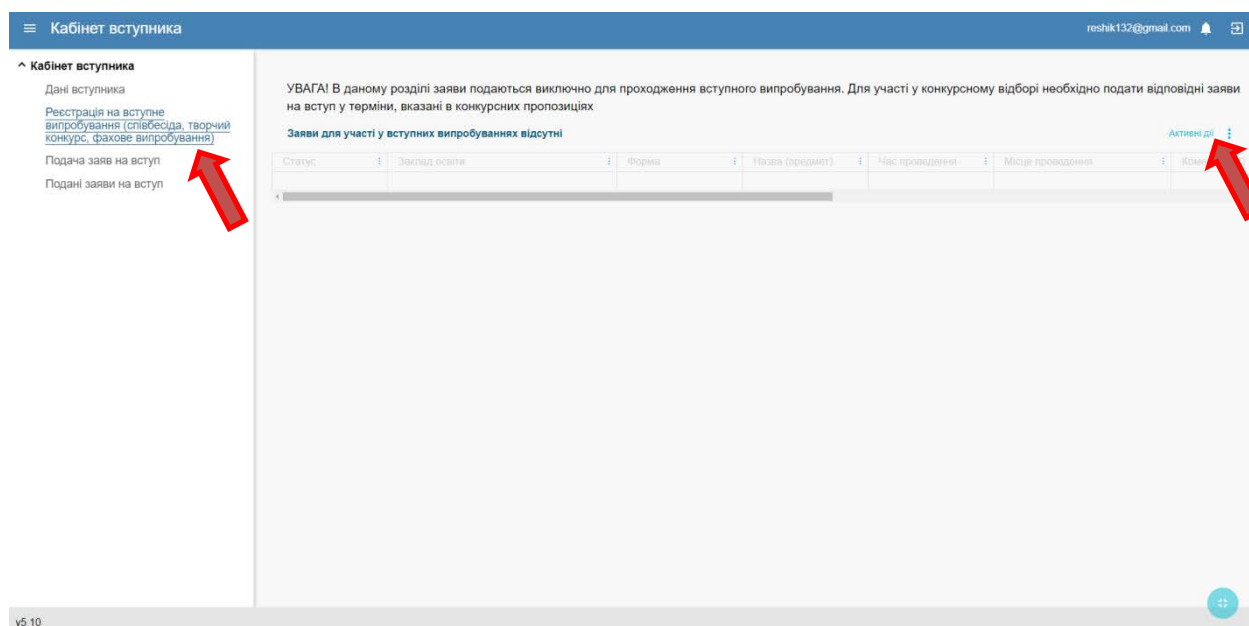 Кабінет вступника
reshik132@gmail.com
Кабінет вступника
Дані вступника
Реєстрація на вступне
випробування (співбесіда, творчий
конкурс, фахове випробування)
Подача заяв на вступ
Подані заяви на вступ
УВАГА! В даному розділі заяви подаються виключно для проходження вступного випробування. Для участі у конкурсному відборі необхідно подати відповідні заяви
на вступ у терміни, вказані в конкурсних пропозиціях
Заяви для участі у вступних випробуваннях відсутні
Активні дії
Статус Заклад освіти Форма Назва (предмет) Час проведення Місце проведення
v5.10